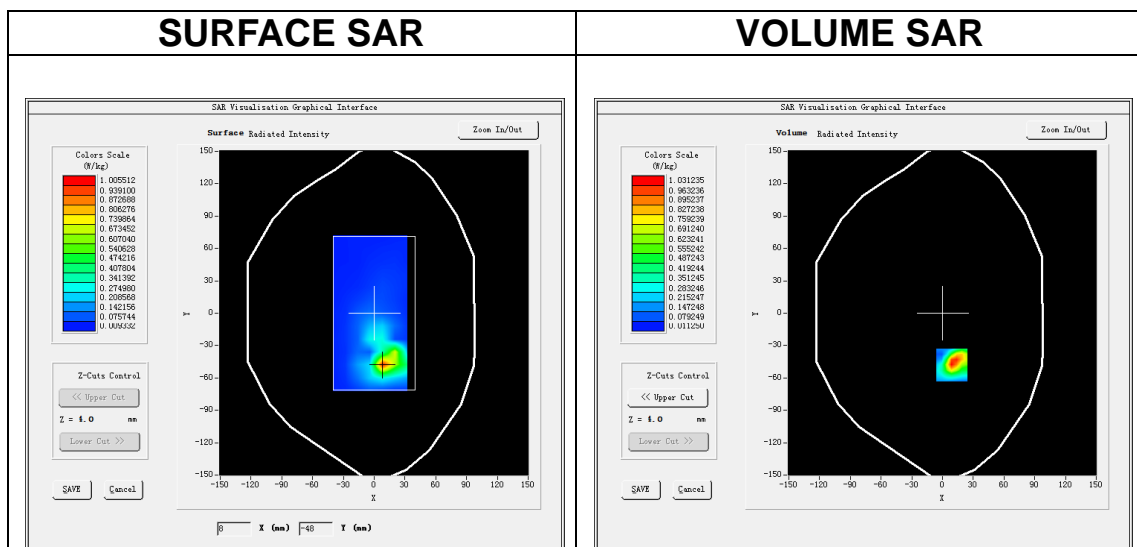 SURFACE SAR
VOLUME SAR
SAR Visualisation Graphical Interface
Surface Radiated Intensity
Zoom In/Out
Colors Scale
(W/kg)
1.005512
0.939100
0.872688
0.806276
0.739864
0.673452
0.607040
0.540628
0.474216
0.407804
0.341392
0.274980
0.208568
0.142156
0.075744
0.009332
150
120
90
60
30
0
-30
-60
-90
-120
-150
Y
-150 -120 -90 -60 -30 0 30 60 90 120 150
X
Z-Cuts Control
<< Upper Cut
Z = 4.0 mm
Lower Cut >>
SAVE Cancel
8 X (mm) -48 Y (mm)
SAR Visualisation Graphical Interface
Volume Radiated Intensity
Zoom In/Out
Colors Scale
(W/kg)
1.031235
0.963236
0.895237
0.827238
0.759239
0.691240
0.623241
0.555242
0.487243
0.419244
0.351245
0.283246
0.215247
0.147248
0.079249
0.011250
150
120
90
60
30
0
-30
-60
-90
-120
-150
Y
-150 -120 -90 -60 -30 0 30 60 90 120 150
X
Z-Cuts Control
<< Upper Cut
Z = 4.0 mm
Lower Cut >>
SAVE Cancel